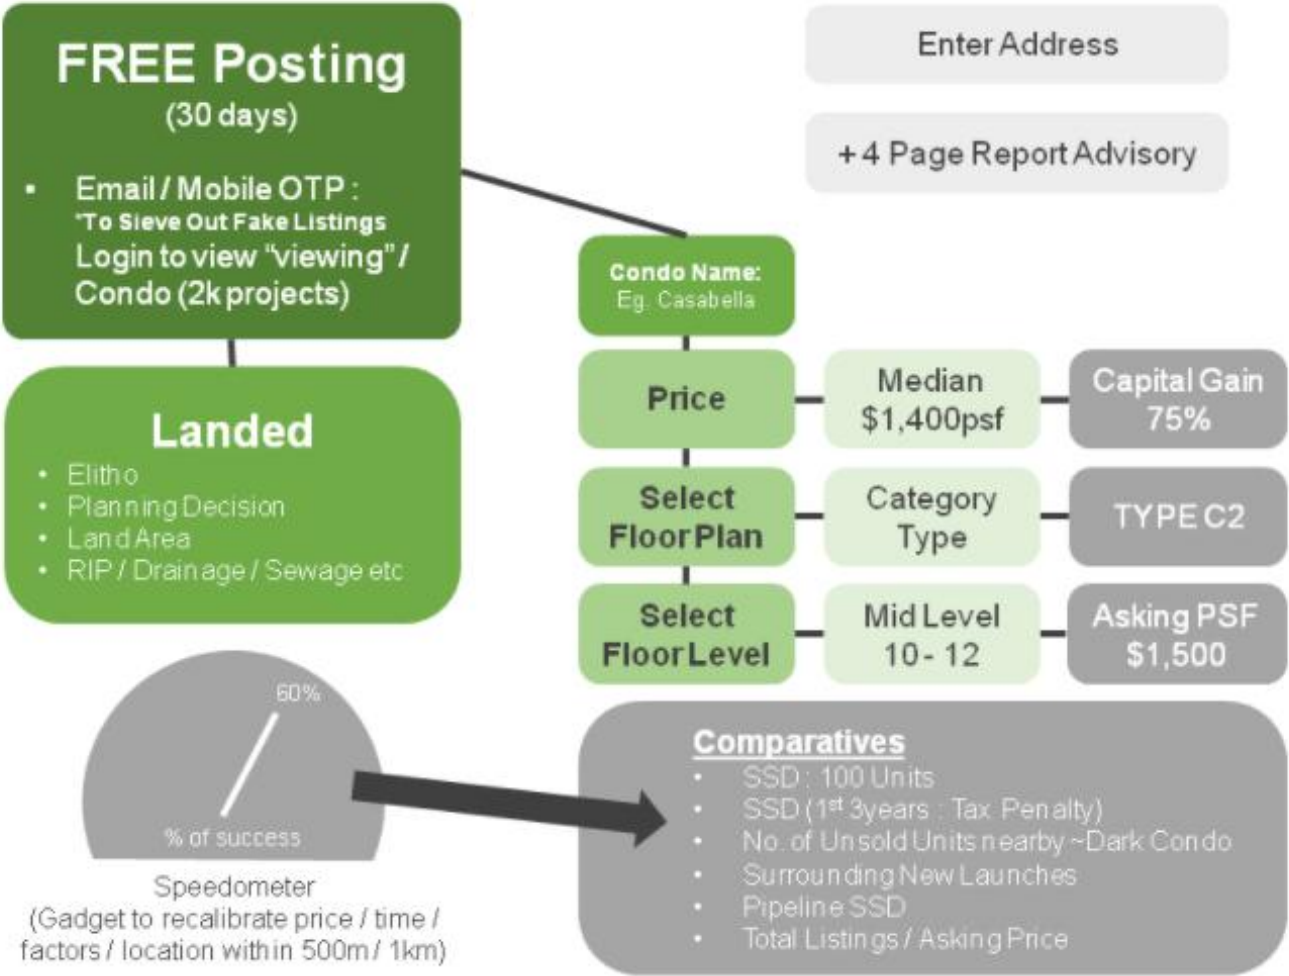 FREE Posting
(30 days)
• Email / Mobile OTP :
*To Sieve Out Fake Listings
Login to view “viewing” /
Condo (2k projects)
Enter Address
+ 4 Page Report Advisory
Condo Name:
Eg. Casabella
Landed
• Elitho
• Planning Decision
• Land Area
• RIP / Drainage / Sewage etc
Price
Median
$1,400psf
Capital Gain
75%
Select
Floor Plan
Category
Type
TYPE C2
Select
Floor Level
Mid Level
10 - 12
Asking PSF
$1,500
60%
% of success
Speedometer
(Gadget to recalibrate price / time /
factors / location within 500m / 1km)
Comparatives
• SSD : 100 Units
• SSD (1st 3years : Tax Penalty)
• No. of Unsold Units nearby ~Dark Condo
• Surrounding New Launches
• Pipeline SSD
• Total Listings / Asking Price